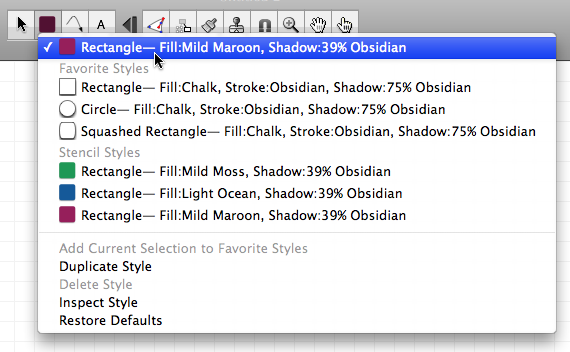 A
✓ Rectangle— Fill:Mild Maroon, Shadow:39% Obsidian
Favorite Styles
Rectangle— Fill:Chalk, Stroke:Obsidian, Shadow:75% Obsidian
Circle— Fill:Chalk, Stroke:Obsidian, Shadow:75% Obsidian
Squashed Rectangle— Fill:Chalk, Stroke:Obsidian, Shadow:75% Obsidian
Stencil Styles
Rectangle— Fill:Mild Moss, Shadow:39% Obsidian
Rectangle— Fill:Light Ocean, Shadow:39% Obsidian
Rectangle— Fill:Mild Maroon, Shadow:39% Obsidian
Add Current Selection to Favorite Styles
Duplicate Style
Delete Style
Inspect Style
Restore Defaults